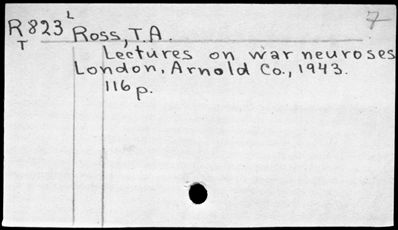 7
R823 L Ross, T.A.
T
Lectures on war neuroses
London, Arnold Co., 1943.
116 p.